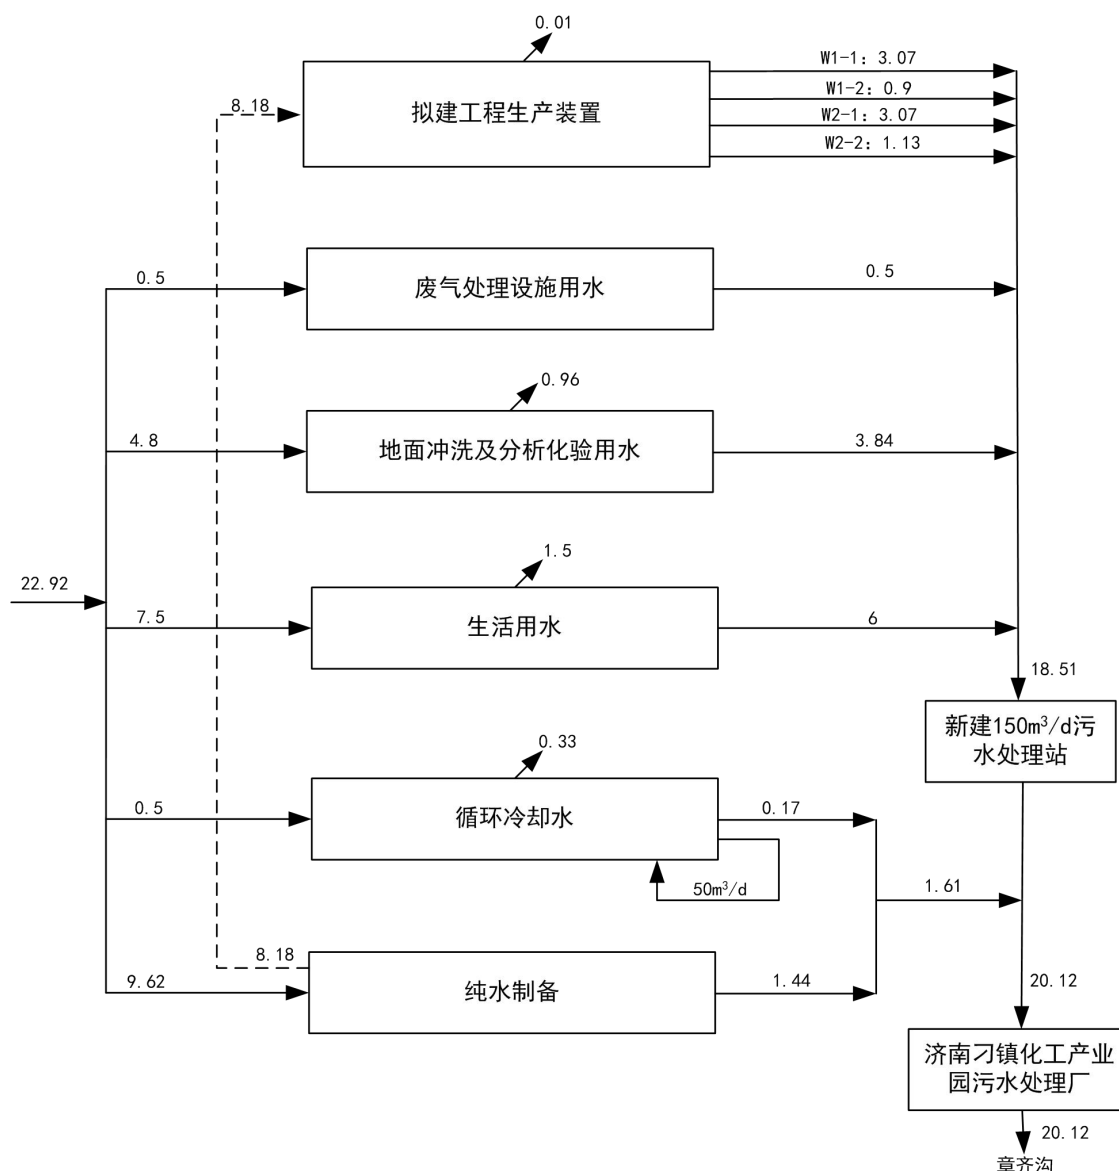 0.01
W1-1：3.07
8.18
拟建工程生产装置
W1-2：0.9
W2-1：3.07
W2-2：1.13
0.5
废气处理设施用水
0.5
0.96
4.8
地面冲洗及分析化验用水
3.84
1.5
22.92
7.5
生活用水
6
18.51
新建150m³/d污
水处理站
0.33
0.5
循环冷却水
0.17
50m³/d
1.61
8.18
9.62
纯水制备
1.44
20.12
济南刁镇化工产业
园污水处理厂
20.12
章齐沟